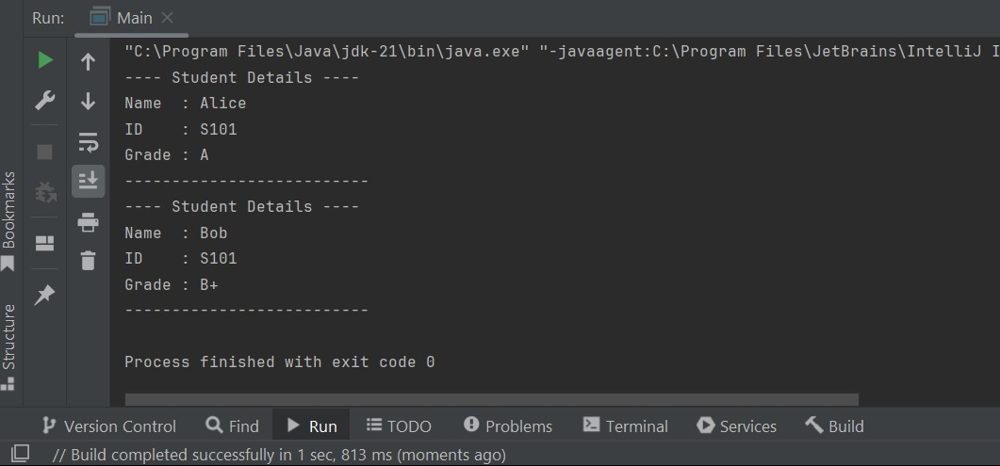 Run: Main
"C:\Program Files\Java\jdk-21\bin\java.exe" "-javaagent:C:\Program Files\JetBrains\IntelliJ I
---- Student Details ----
Name  : Alice
ID    : S101
Grade : A
--------------------------
---- Student Details ----
Name  : Bob
ID    : S101
Grade : B+
--------------------------
Process finished with exit code 0
Bookmarks
Structure
Version Control Find Run TODO Problems Terminal Services Build
// Build completed successfully in 1 sec, 813 ms (moments ago)